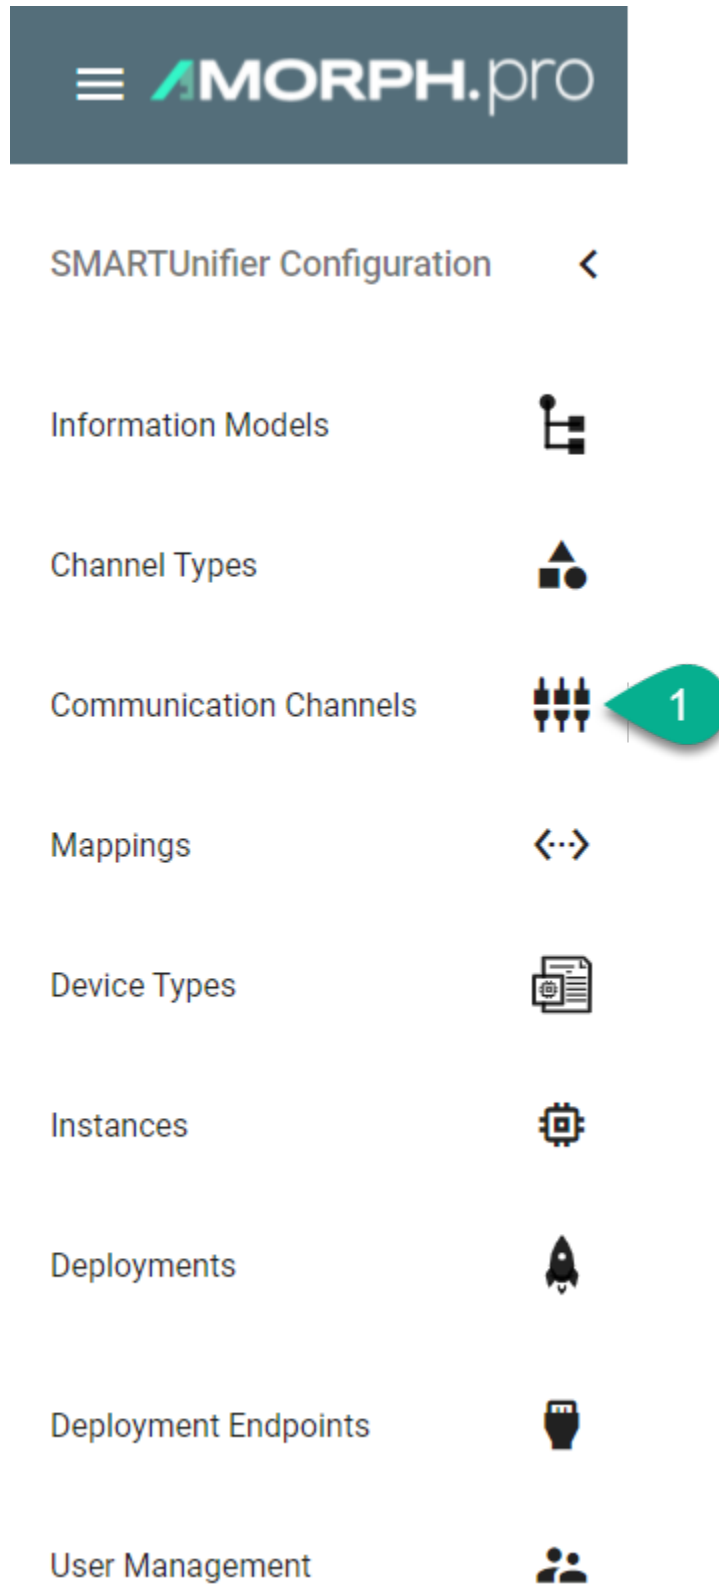 AMORPH.pro
SMARTUnifier Configuration
Information Models
Channel Types
Communication Channels
1
Mappings
Device Types
Instances
Deployments
Deployment Endpoints
User Management